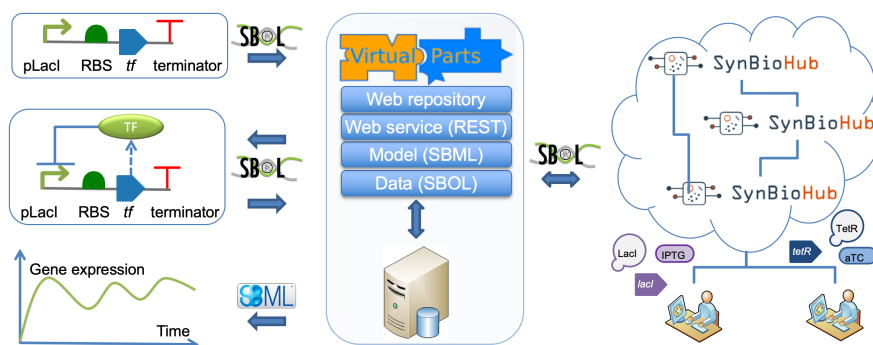 pLacI RBS tf terminator
SBOL
TF
pLacI RBS tf terminator
SBOL
Gene expression
Time
SBML
Virtual Parts
Web repository
Web service (REST)
Model (SBML)
Data (SBOL)
SBOL
SynBioHub
SynBioHub
SynBioHub
LacI
IPTG
lacI
TetR
tetR
aTC